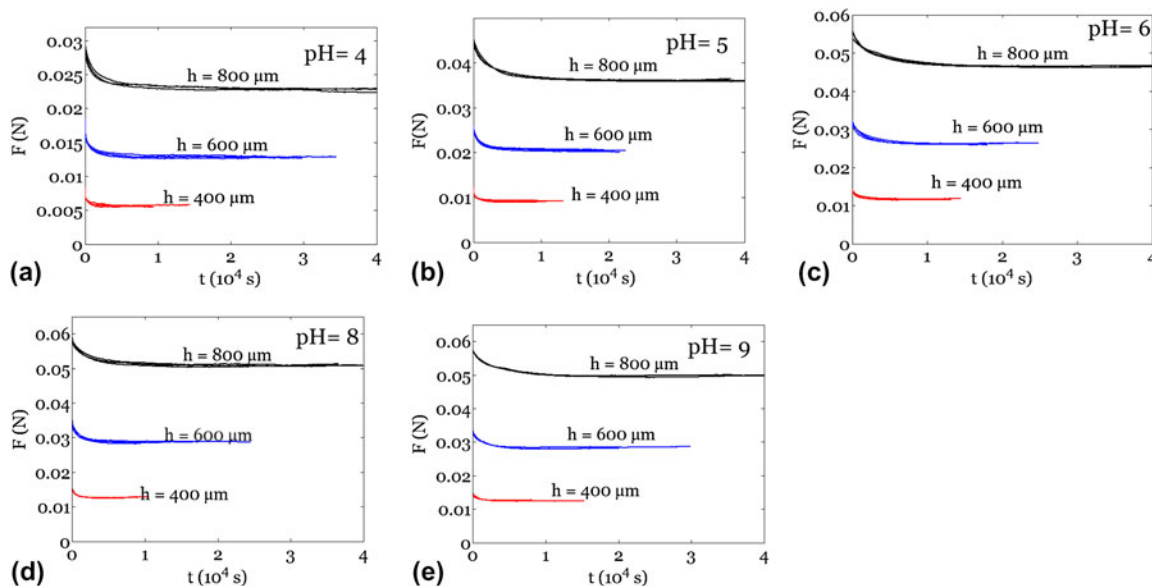 0.03
0.025
0.02
0.015
0.01
0.005
0
F (N)
pH= 4
h = 800 µm
h = 600 µm
h = 400 µm
0 1 2 3 4
t (10⁴ s)
(a)
0.04
0.03
0.02
0.01
0
F(N)
pH= 5
h = 800 µm
h = 600 µm
h = 400 µm
0 1 2 3 4
t (10⁴ s)
(b)
0.06
0.05
0.04
0.03
0.02
0.01
0
F (N)
pH= 6
h = 800 µm
h = 600 µm
h = 400 µm
0 1 2 3 4
t (10⁴ s)
(c)
0.06
0.05
0.04
0.03
0.02
0.01
0
F (N)
pH= 8
h = 800 µm
h = 600 µm
h = 400 µm
0 1 2 3 4
t (10⁴ s)
(d)
0.06
0.05
0.04
0.03
0.02
0.01
0
F (N)
pH= 9
h = 800 µm
h = 600 µm
h = 400 µm
0 1 2 3 4
t (10⁴ s)
(e)